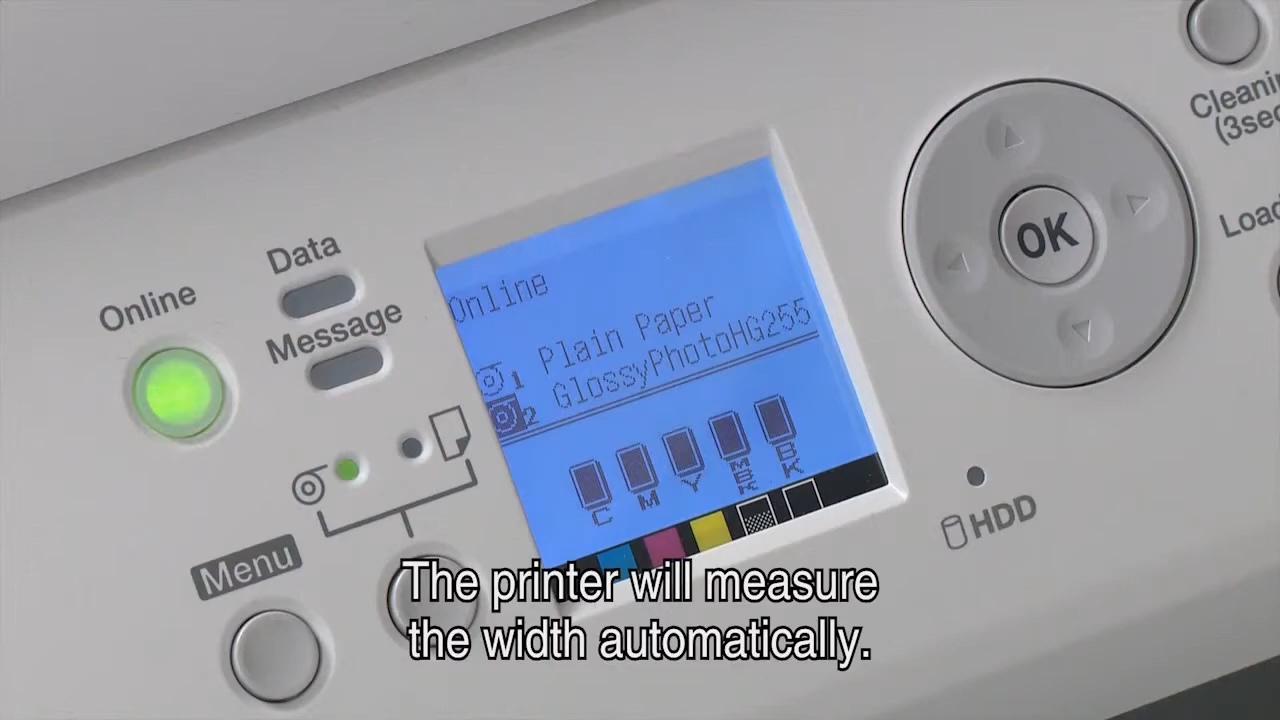 Cleanin
(3sec
Data
Online
Message
Online
1 Plain Paper
2 GlossyPhotoHG255
OK
Load
C M Y MBK BK
HDD
Menu
The printer will measure
the width automatically.